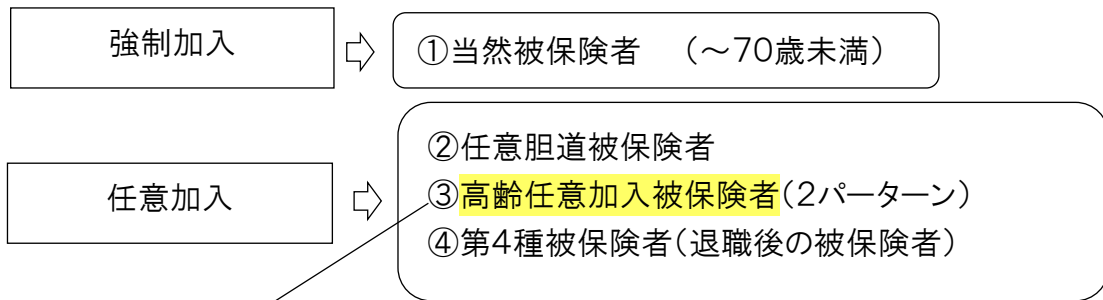 強制加入
①当然被保険者　（～70歳未満）
任意加入
②任意胆道被保険者
③高齢任意加入被保険者（2パーターン）
④第4種被保険者（退職後の被保険者）